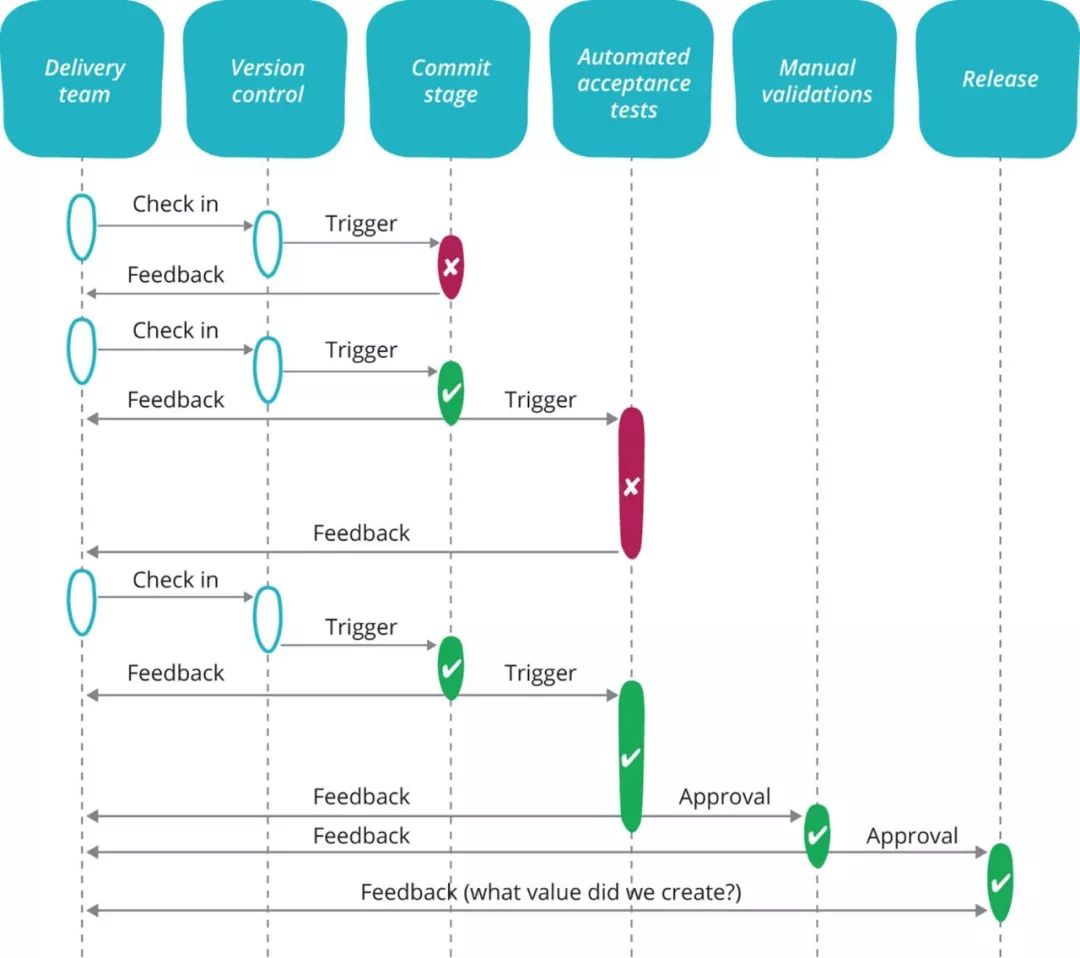 Delivery
team
Version
control
Commit
stage
Automated
acceptance
tests
Manual
validations
Release
Check in
Trigger
Feedback
Check in
Trigger
Feedback
Trigger
Feedback
Check in
Trigger
Feedback
Trigger
Feedback
Approval
Feedback
Approval
Feedback (what value did we create?)